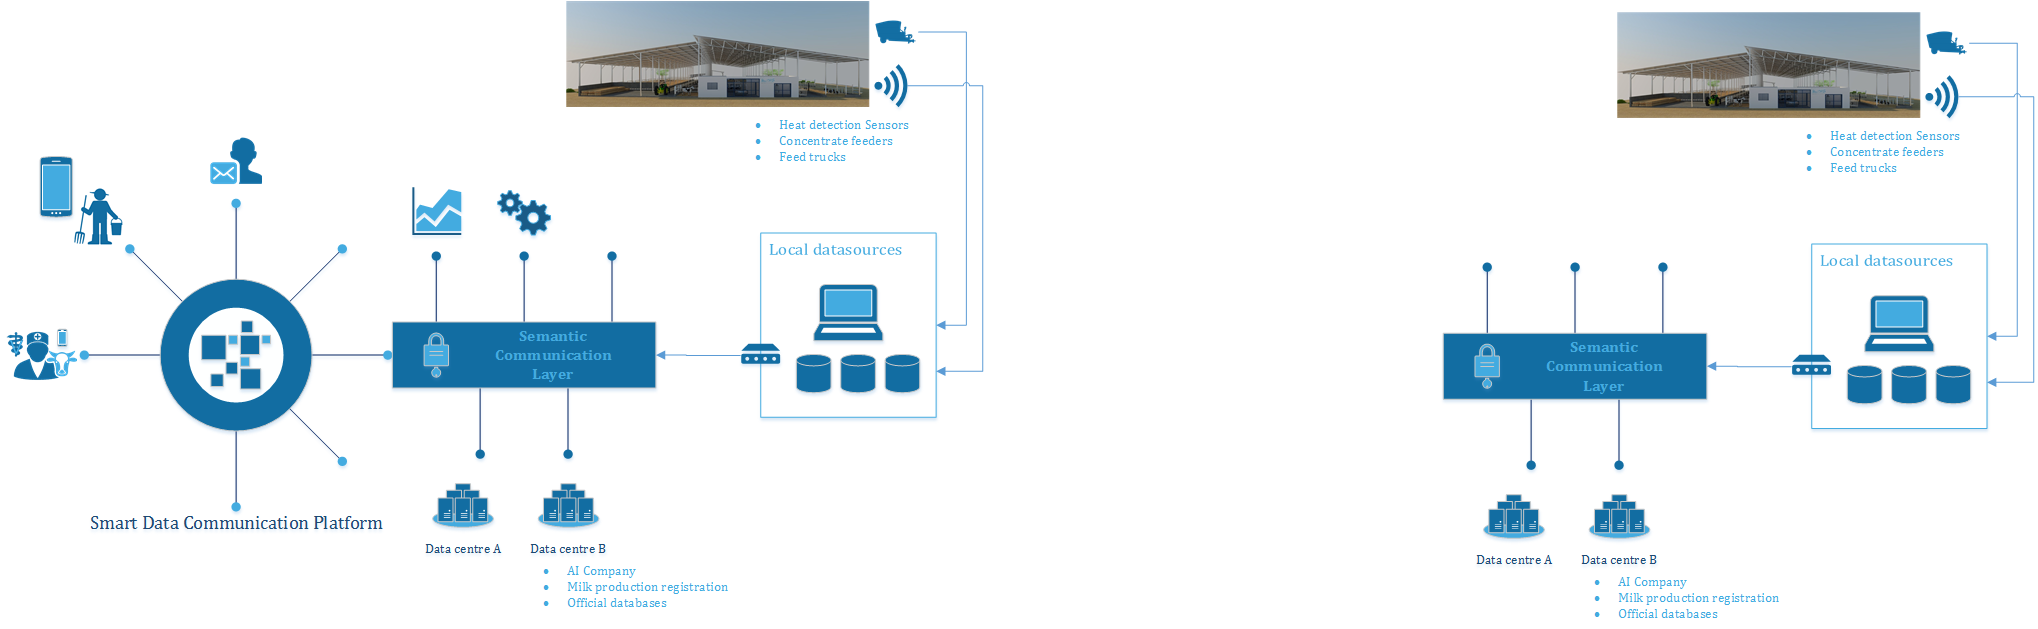 Heat detection Sensors
Concentrate feeders
Feed trucks
Local datasources
Semantic
Communication
Layer
Smart Data Communication Platform
Data centre A
Data centre B
AI Company
Milk production registration
Official databases
Heat detection Sensors
Concentrate feeders
Feed trucks
Local datasources
Semantic
Communication
Layer
Data centre A
Data centre B
AI Company
Milk production registration
Official databases